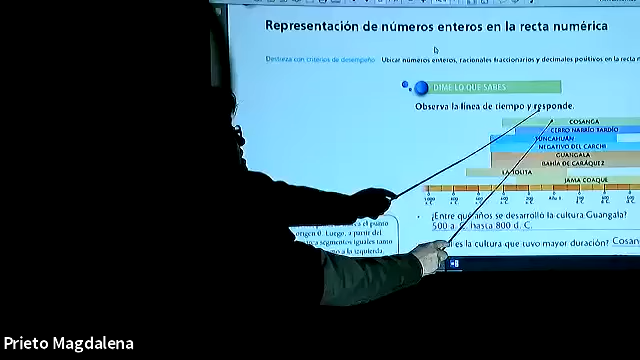 Representación de números enteros en la recta numérica
Destreza con criterios de desempeño Ubicar números enteros, racionales fraccionarios y decimales positivos en la recta
DIME LO QUE SABES
Observa la línea de tiempo y responde.
COSANGA
CERRO NARRÍO
TUNCAHUÁN
NEGATIVO DEL CARCHI
GUANGALA
BAHÍA DE CARÁQUEZ
LA TOLITA
JAMA COAQUE
¿Entre qué años se desarrolló la cultura Guangala?
500 a. C. hasta 800 d. C.
es la cultura que tuvo mayor duración? Cosan
el punto
origen 0. Luego, a partir del
segmentos iguales tanto
a la izquierda,
Prieto Magdalena